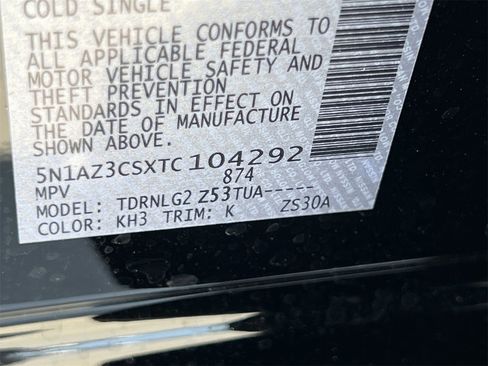 COLD SINGLE
THIS VEHICLE CONFORMS TO
ALL APPLICABLE FEDERAL
MOTOR VEHICLE SAFETY AND
THEFT PREVENTION
STANDARDS IN EFFECT ON
THE DATE OF MANUFACTURE
SHOWN ABOVE.
5N1AZ3CSXTC104292
MPV 874
MODEL: TDRNLG2 Z53TUA-----
COLOR: KH3 TRIM: K ZS30A